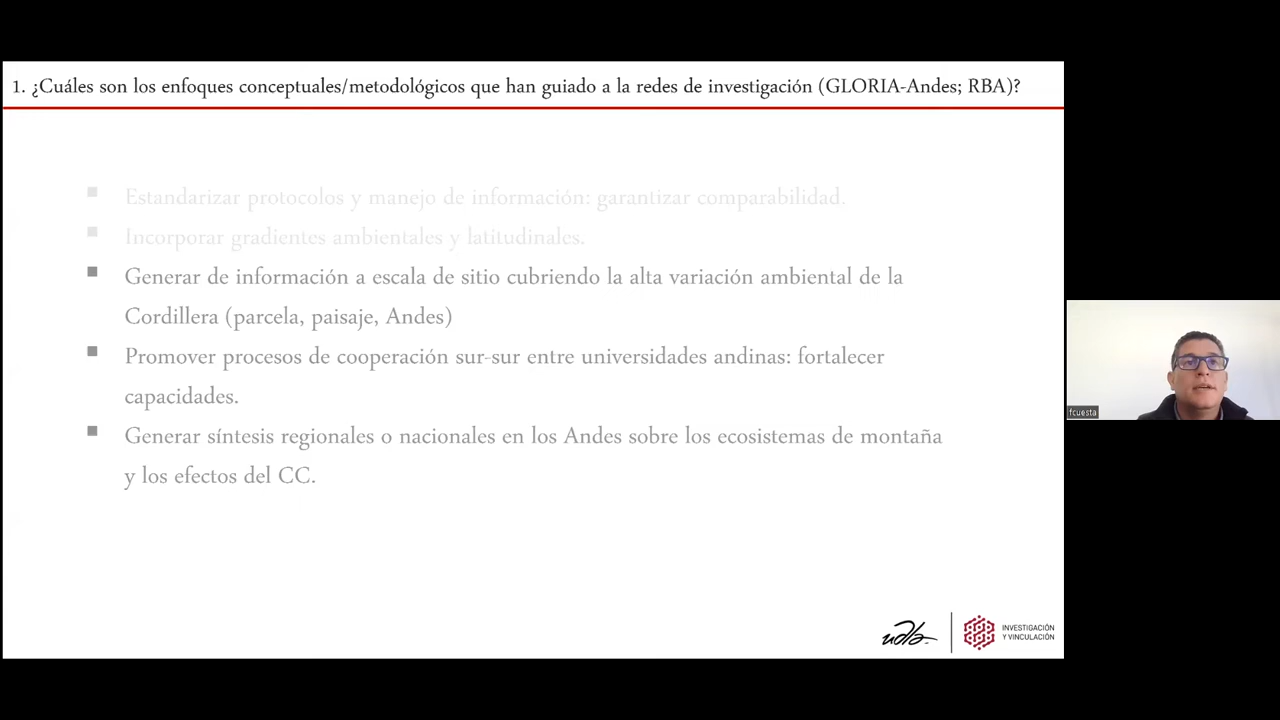 1. ¿Cuáles son los enfoques conceptuales/metodológicos que han guiado a la redes de investigación (GLORIA-Andes; RBA)?
▪ Estandarizar protocolos y manejo de información: garantizar comparabilidad.
▪ Incorporar gradientes ambientales y latitudinales.
▪ Generar de información a escala de sitio cubriendo la alta variación ambiental de la
Cordillera (parcela, paisaje, Andes)
▪ Promover procesos de cooperación sur-sur entre universidades andinas: fortalecer
capacidades.
▪ Generar síntesis regionales o nacionales en los Andes sobre los ecosistemas de montaña
y los efectos del CC.
fcuesta
udla
INVESTIGACIÓN
Y VINCULACIÓN